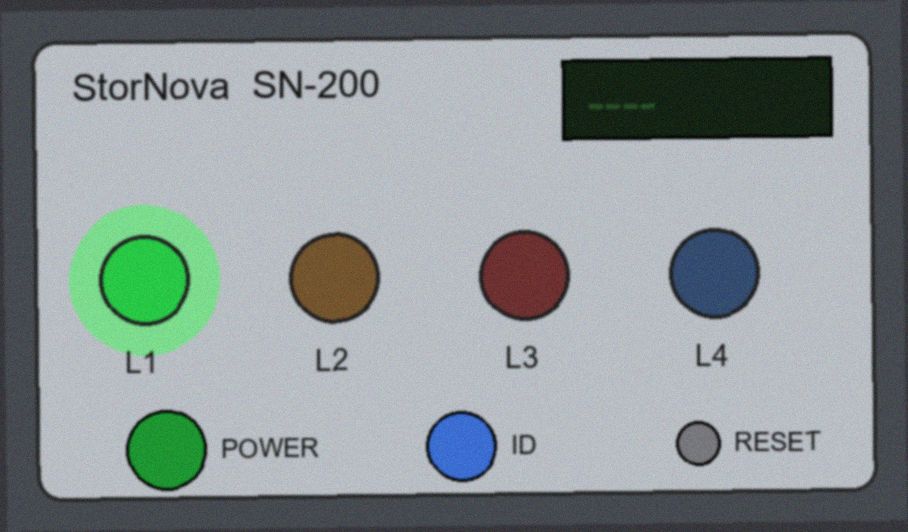 StorNova SN-200
----
L1 L2 L3 L4
POWER ID RESET